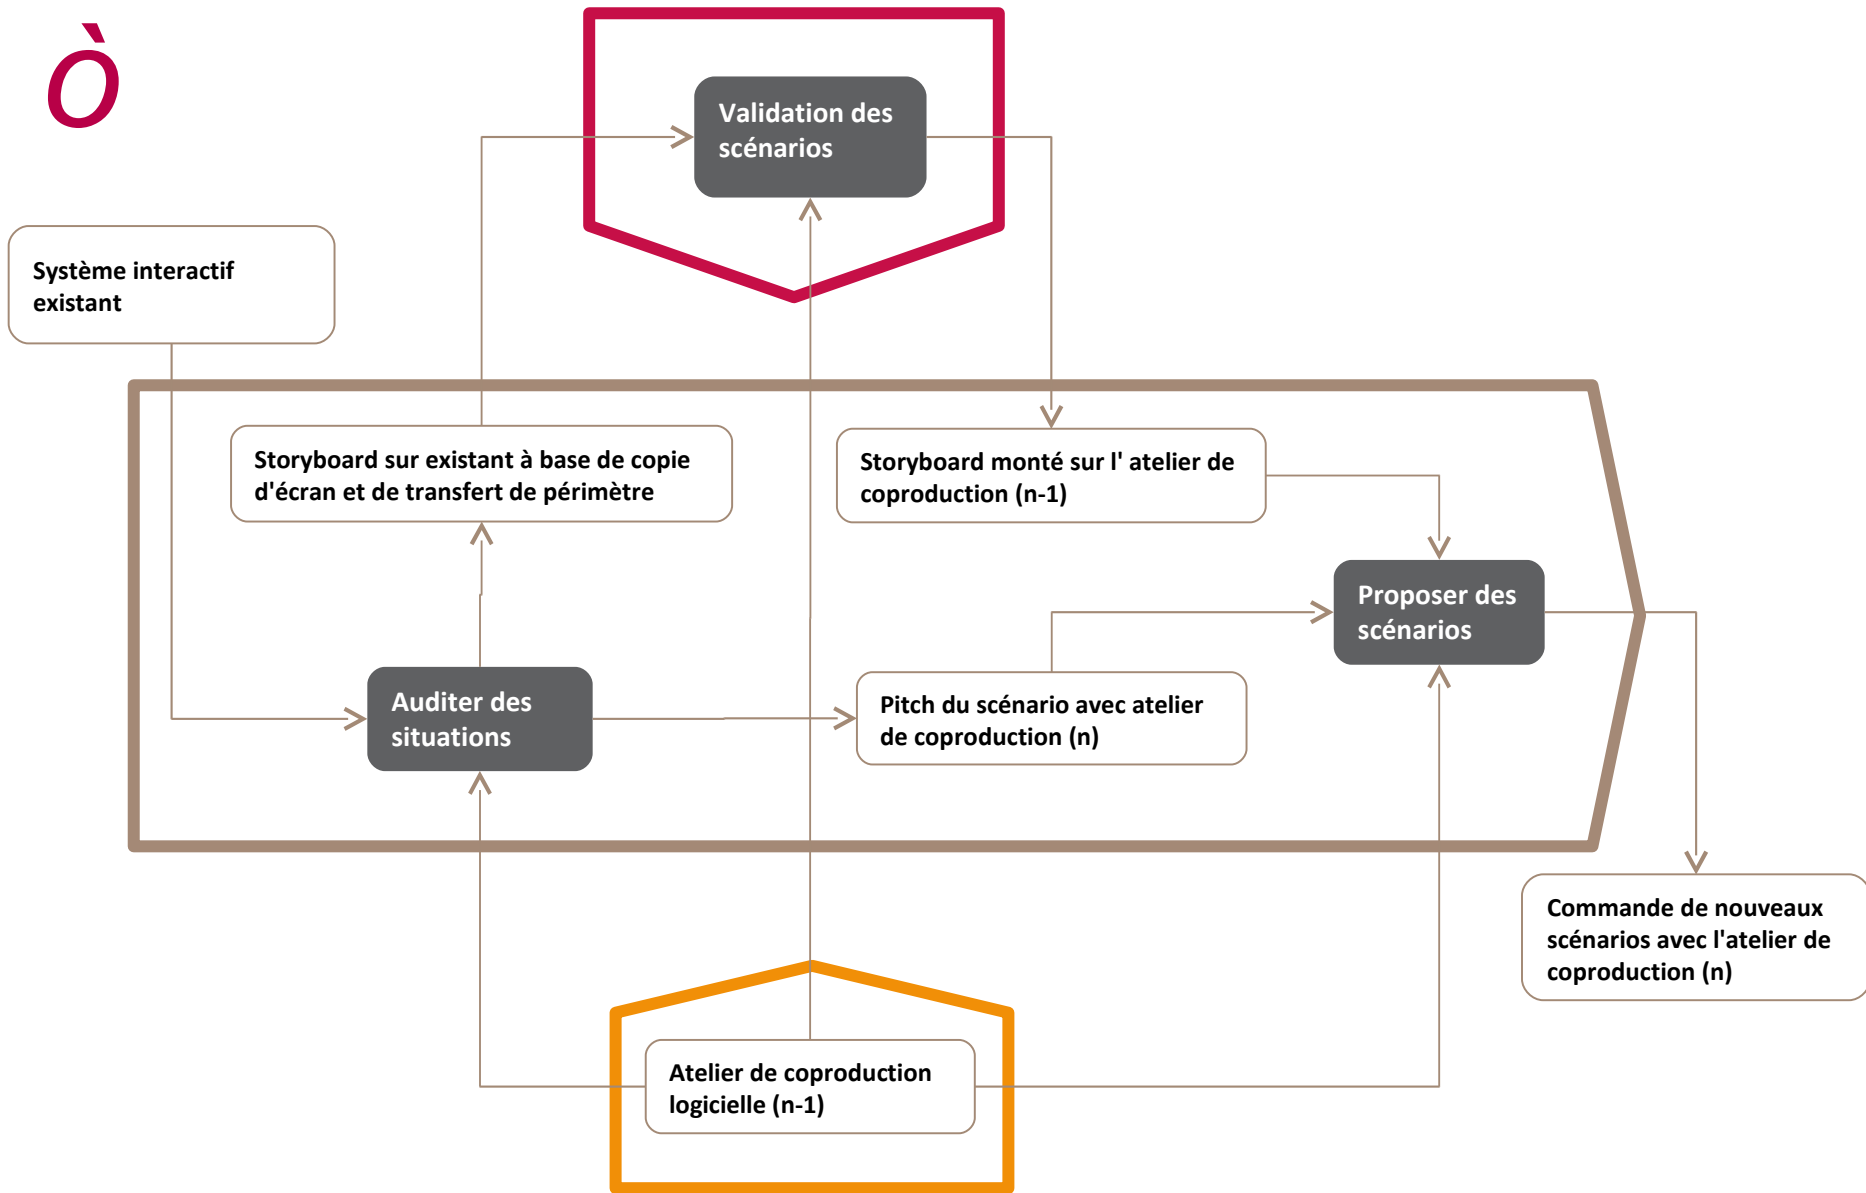 Ò
Validation des
scénarios
Système interactif
existant
Storyboard sur existant à base de copie
d'écran et de transfert de périmètre
Storyboard monté sur l' atelier de
coproduction (n-1)
Proposer des
scénarios
Auditer des
situations
Pitch du scénario avec atelier
de coproduction (n)
Commande de nouveaux
scénarios avec l'atelier de
coproduction (n)
Atelier de coproduction
logicielle (n-1)